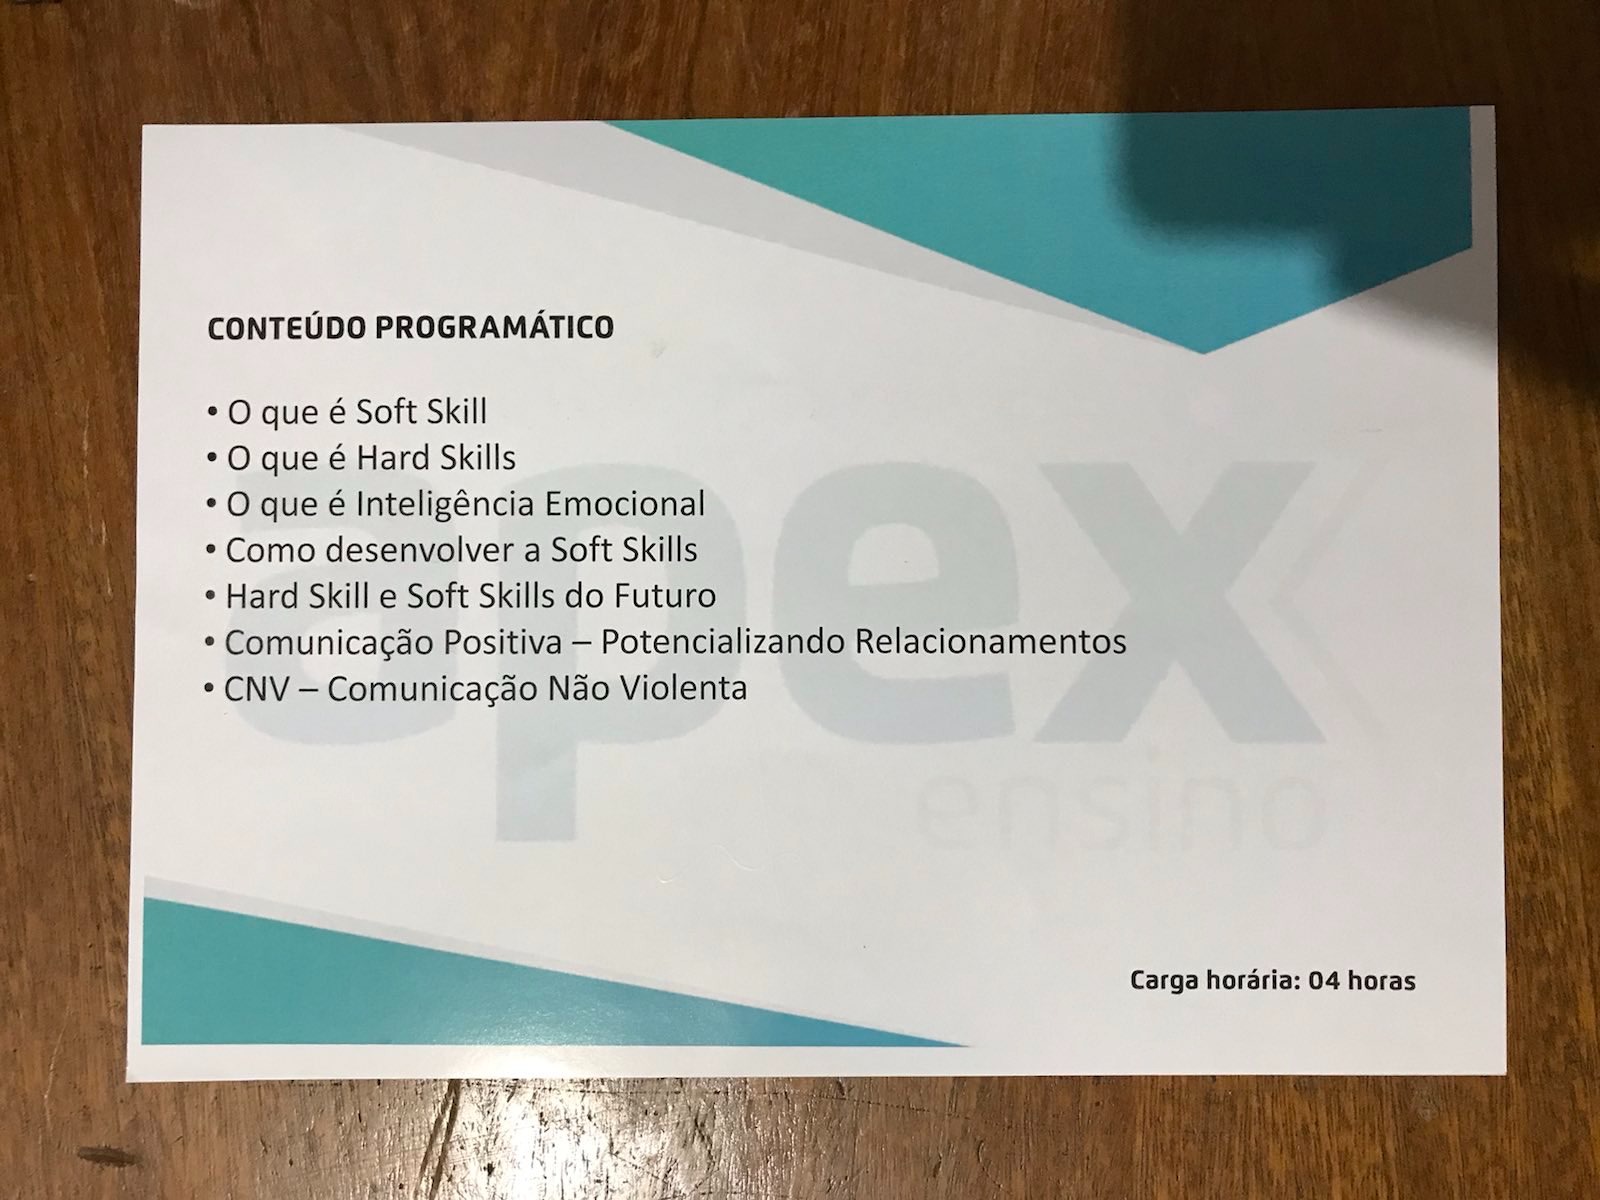 CONTEÚDO PROGRAMÁTICO
• O que é Soft Skill
• O que é Hard Skills
• O que é Inteligência Emocional
• Como desenvolver a Soft Skills
• Hard Skill e Soft Skills do Futuro
• Comunicação Positiva – Potencializando Relacionamentos
• CNV – Comunicação Não Violenta
apex
ensino
Carga horária: 04 horas